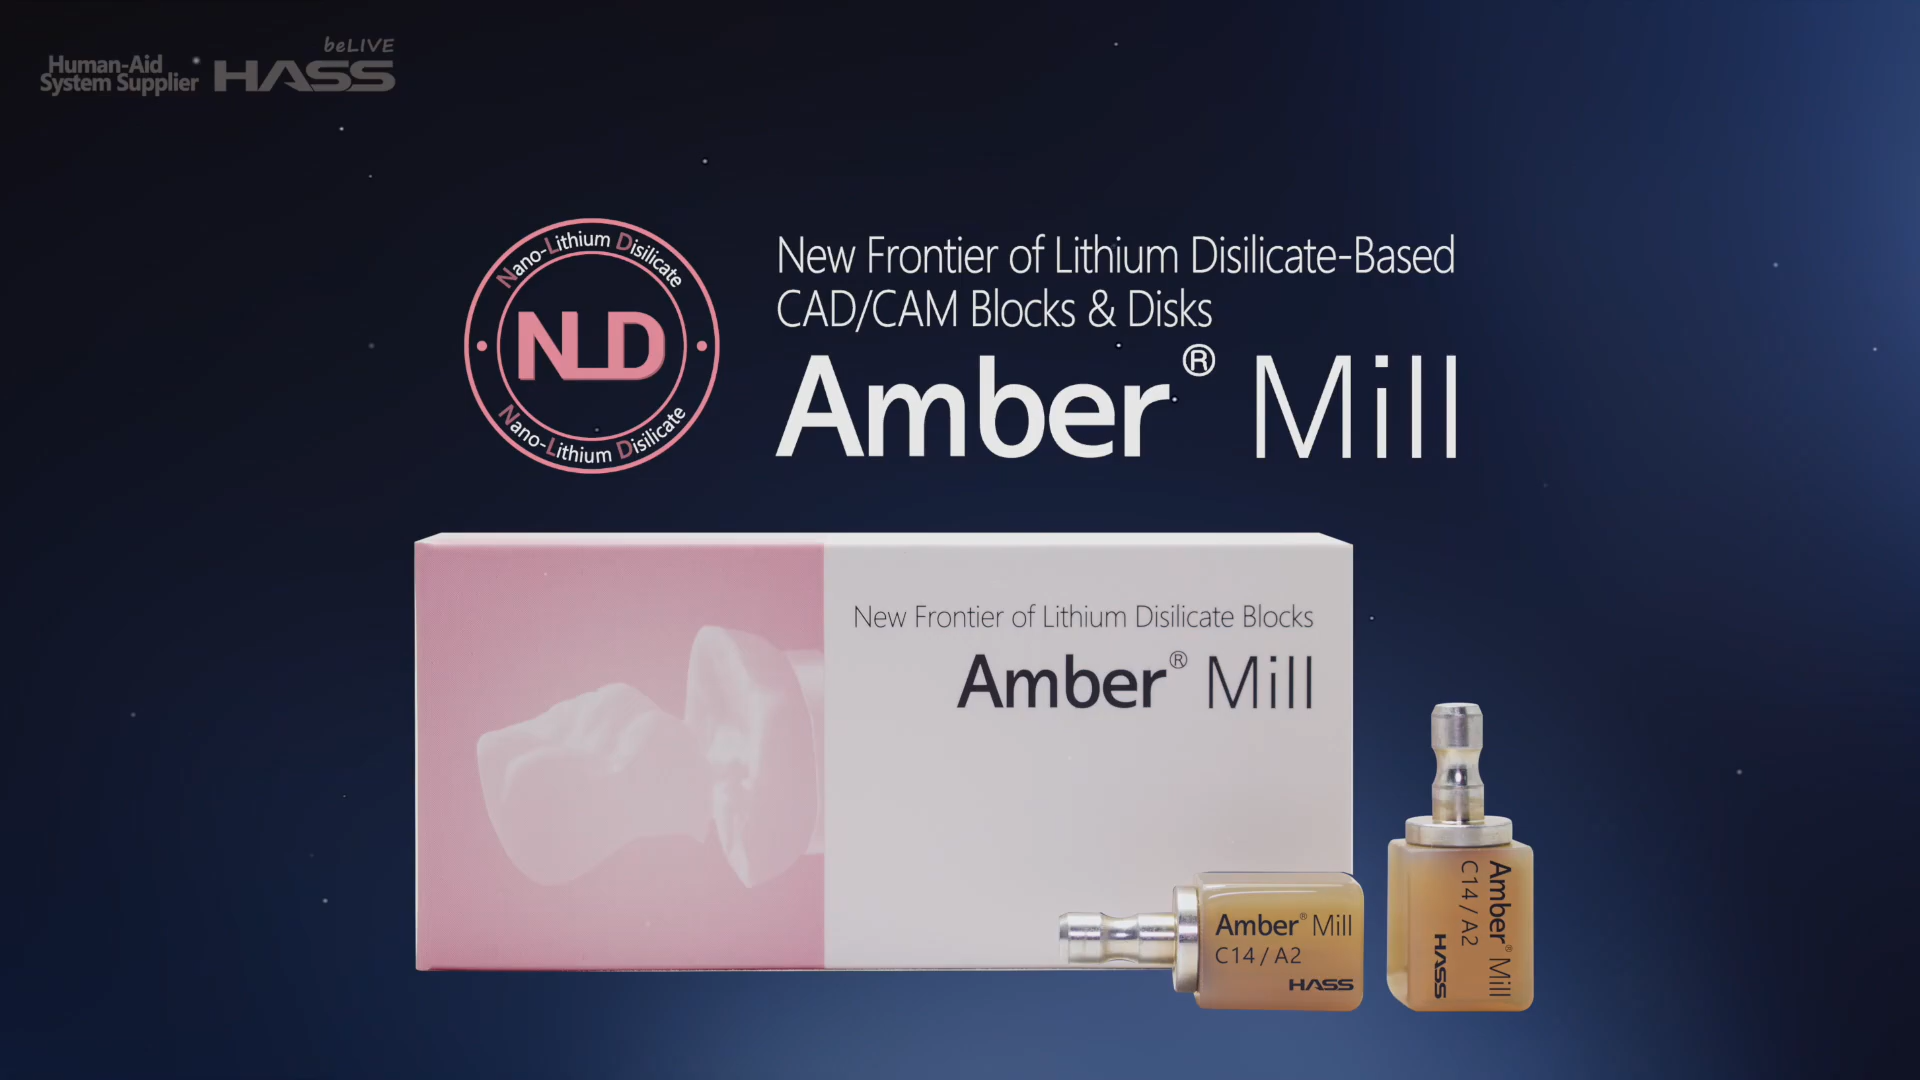 beLIVE
Human-Aid
System Supplier HASS
Nano-Lithium Disilicate
NLD
Nano-Lithium Disilicate
New Frontier of Lithium Disilicate-Based
CAD/CAM Blocks & Disks
Amber® Mill
New Frontier of Lithium Disilicate Blocks
Amber® Mill
Amber® Mill
C14 / A2
HASS
Amber® Mill
C14 / A2
HASS